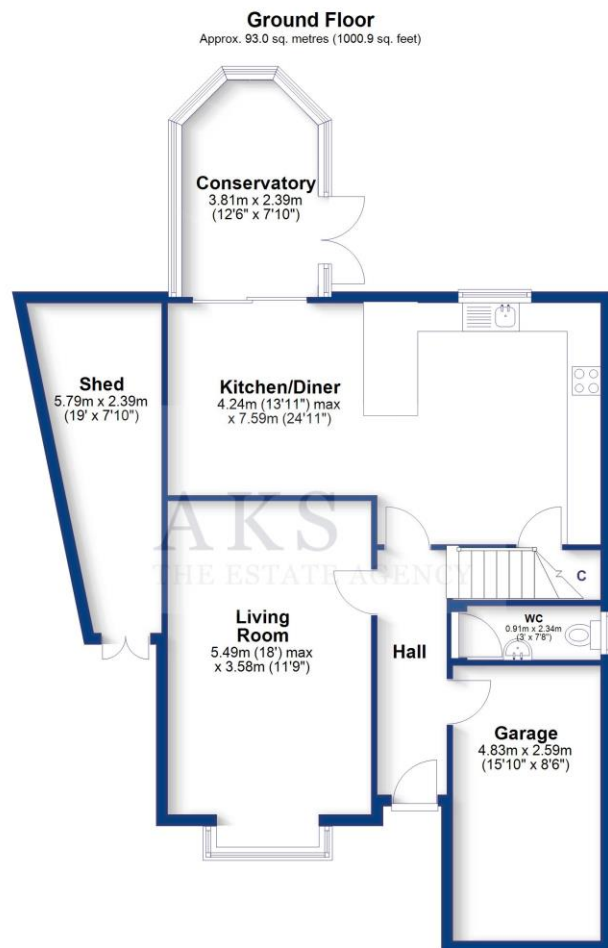 Ground Floor
Approx. 93.0 sq. metres (1000.9 sq. feet)
Conservatory
3.81m x 2.39m
(12'6" x 7'10")
Shed
5.79m x 2.39m
(19' x 7'10")
Kitchen/Diner
4.24m (13'11") max
x 7.59m (24'11")
AKS
THE ESTATE AGENCY
C
Living
Room
5.49m (18') max
x 3.58m (11'9")
Hall
WC
0.91m x 2.34m
(3' x 7'8")
Garage
4.83m x 2.59m
(15'10" x 8'6")